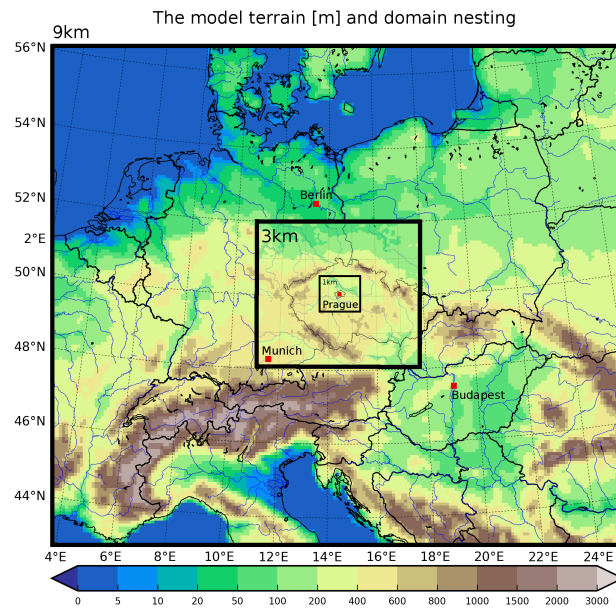 The model terrain [m] and domain nesting
9km
56°N
54°N
52°N
2°E
50°N
48°N
46°N
44°N
Berlin
3km
1km
Prague
Munich
Budapest
4°E 6°E 8°E 10°E 12°E 14°E 16°E 18°E 20°E 22°E 24°E
0 5 10 20 50 100 200 400 600 800 1000 1500 2000 3000